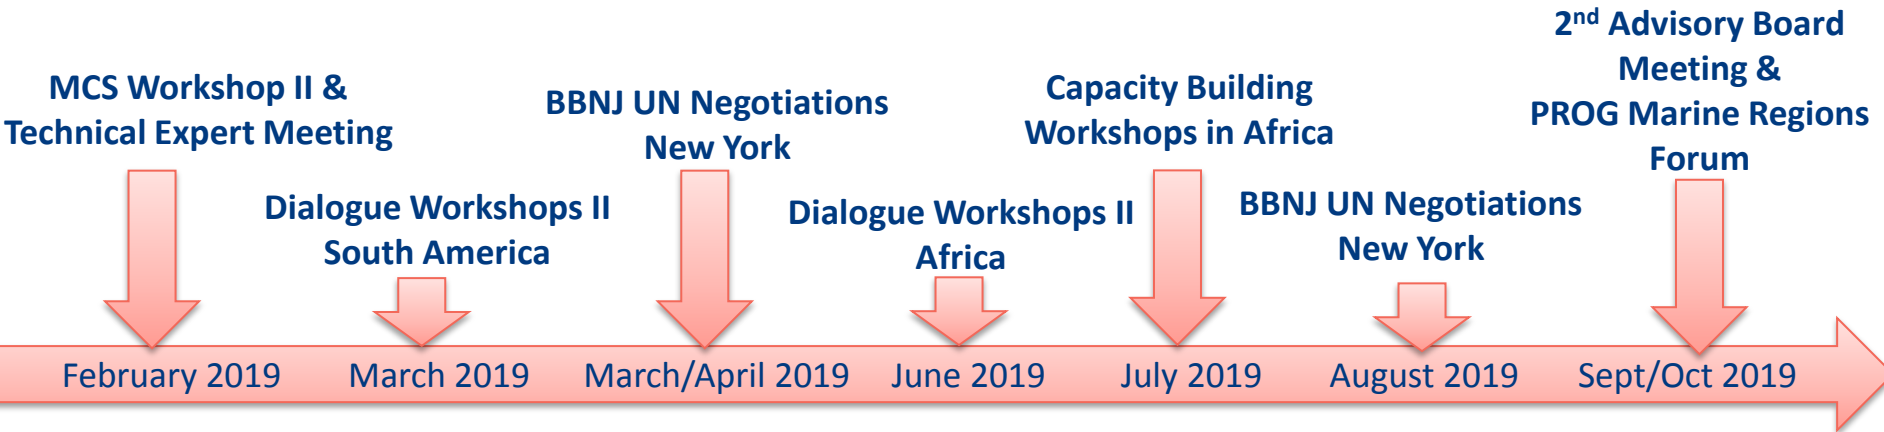 MCS Workshop II &
Technical Expert Meeting
Dialogue Workshops II
South America
BBNJ UN Negotiations
New York
Dialogue Workshops II
Africa
Capacity Building
Workshops in Africa
BBNJ UN Negotiations
New York
2nd Advisory Board
Meeting &
PROG Marine Regions
Forum
February 2019
March 2019
March/April 2019
June 2019
July 2019
August 2019
Sept/Oct 2019